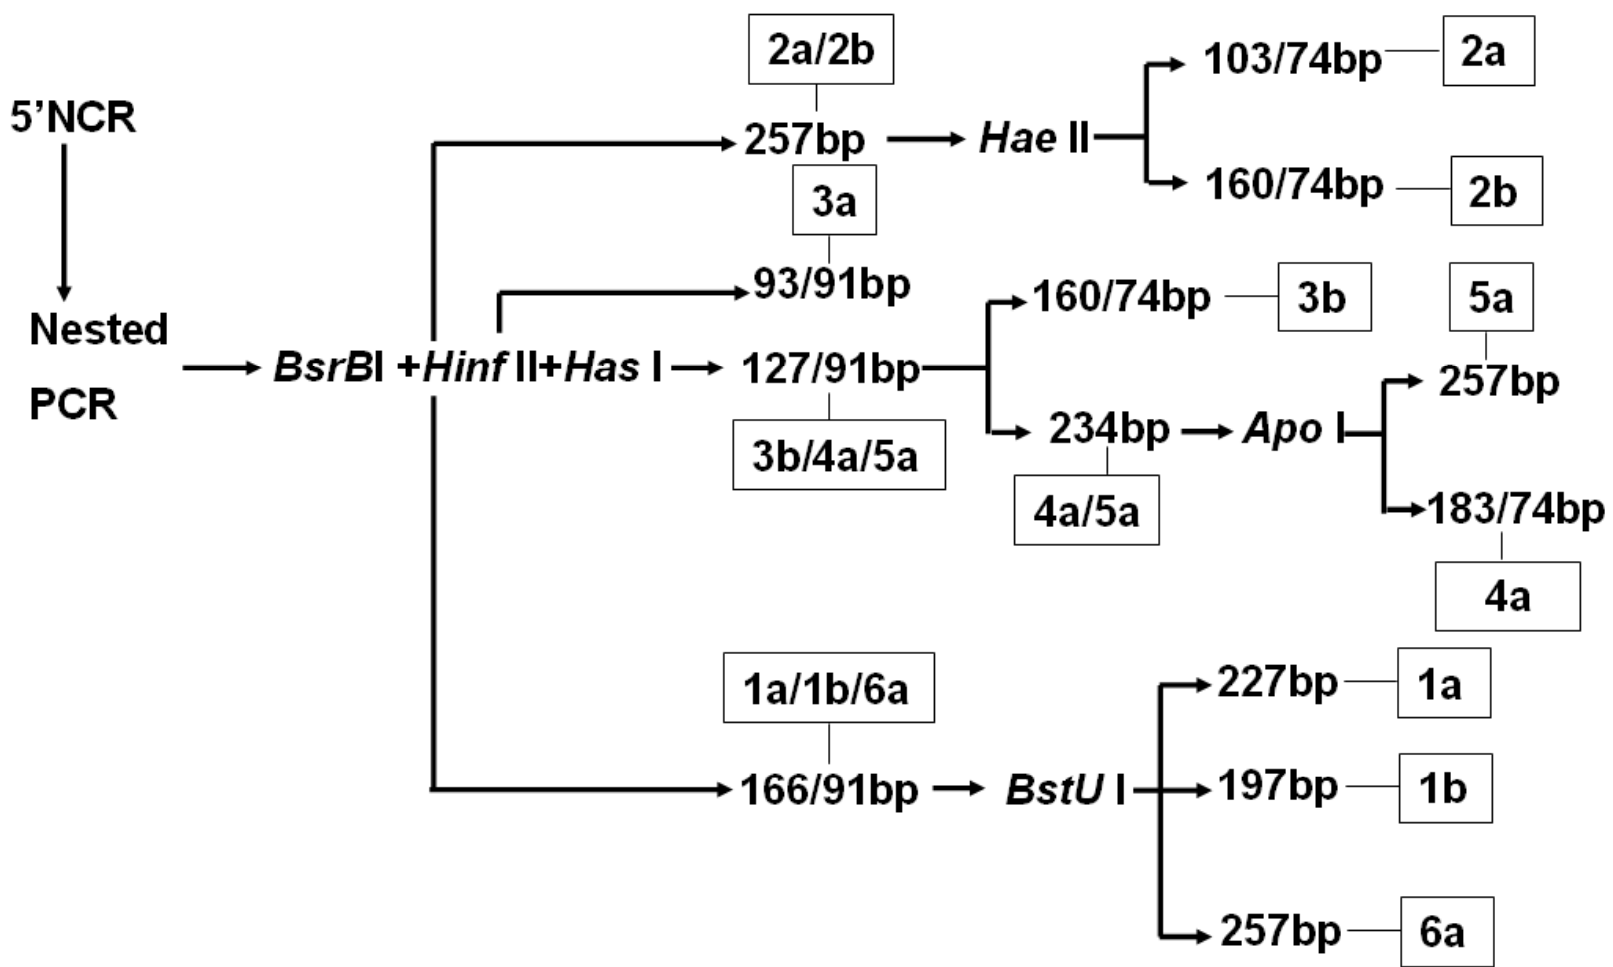 5’NCR
Nested
PCR
BsrBI +Hinf II+Has I
2a/2b
257bp
Hae II
103/74bp
2a
160/74bp
2b
3a
93/91bp
127/91bp
3b/4a/5a
160/74bp
3b
234bp
4a/5a
Apo I
5a
257bp
183/74bp
4a
1a/1b/6a
166/91bp
BstU I
227bp
1a
197bp
1b
257bp
6a